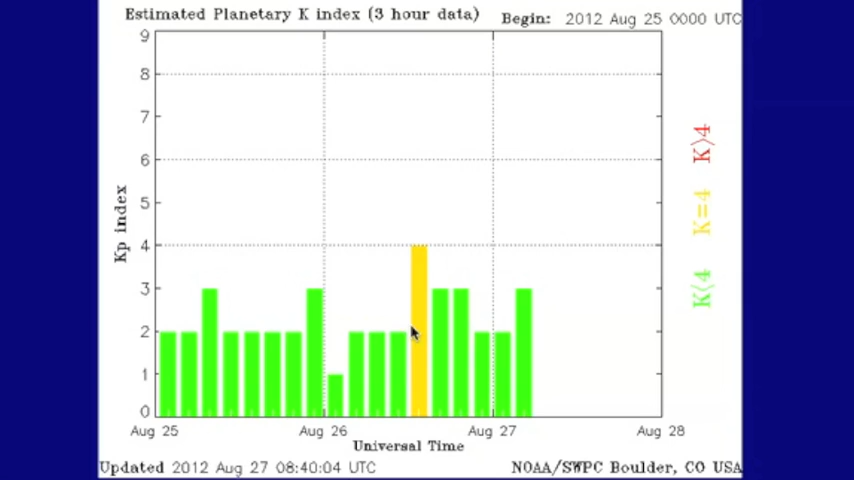 Estimated Planetary K index (3 hour data) Begin: 2012 Aug 25 0000 UTC
9
8
7
6
5
4
3
2
1
0
Kp index
K>4
K=4
K<4
Aug 25 Aug 26 Aug 27 Aug 28
Universal Time
Updated 2012 Aug 27 08:40:04 UTC NOAA/SWPC Boulder, CO USA